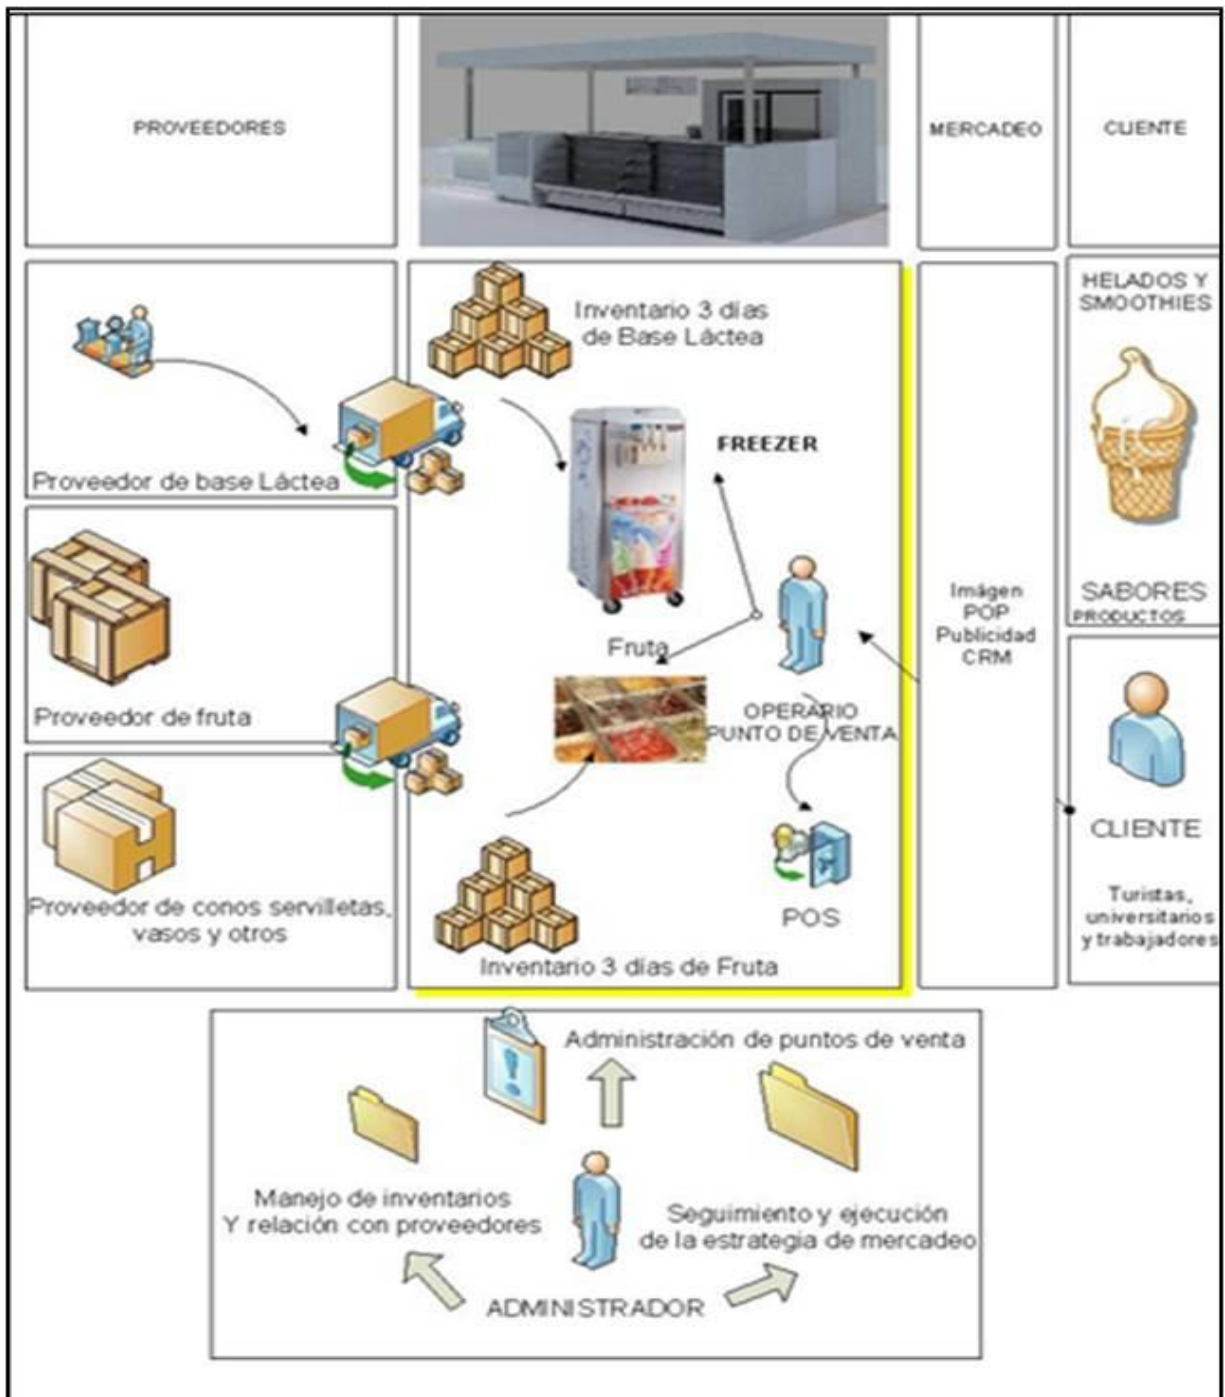 PROVEEDORES
MERCADEO
CLIENTE
Proveedor de base Láctea
Proveedor de fruta
Proveedor de conos servilletas,
vasos y otros
Inventario 3 días
de Base Láctea
FREEZER
Fruta
OPERARIO
PUNTO DE VENTA
POS
Inventario 3 días de Fruta
Imágen
POP
Publicidad
CRM
HELADOS Y
SMOOTHIES
SABORES
PRODUCTOS
CLIENTE
Turistas,
universitarios
y trabajadores
Administración de puntos de venta
Manejo de inventarios
Y relación con proveedores
Seguimiento y ejecución
de la estrategia de mercadeo
ADMINISTRADOR